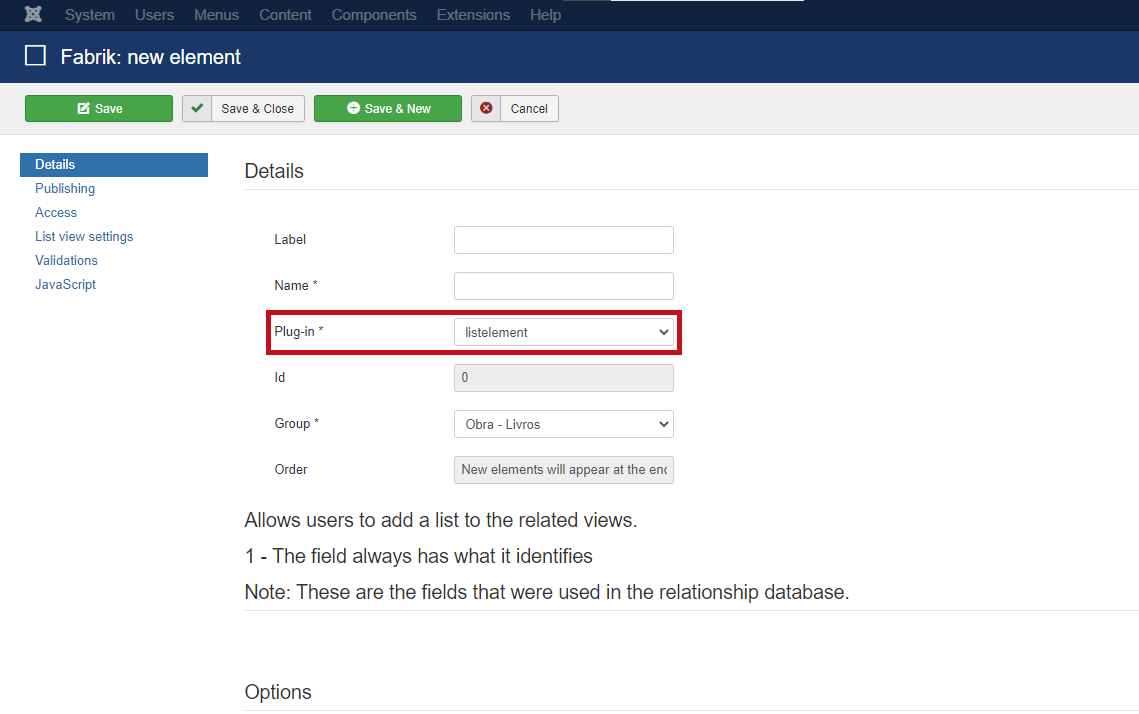 System Users Menus Content Components Extensions Help
Fabrik: new element
Save Save & Close Save & New Cancel
Details
Publishing
Access
List view settings
Validations
JavaScript
Details
Label
Name *
Plug-in * listelement
Id 0
Group * Obra - Livros
Order New elements will appear at the end
Allows users to add a list to the related views.
1 - The field always has what it identifies
Note: These are the fields that were used in the relationship database.
Options